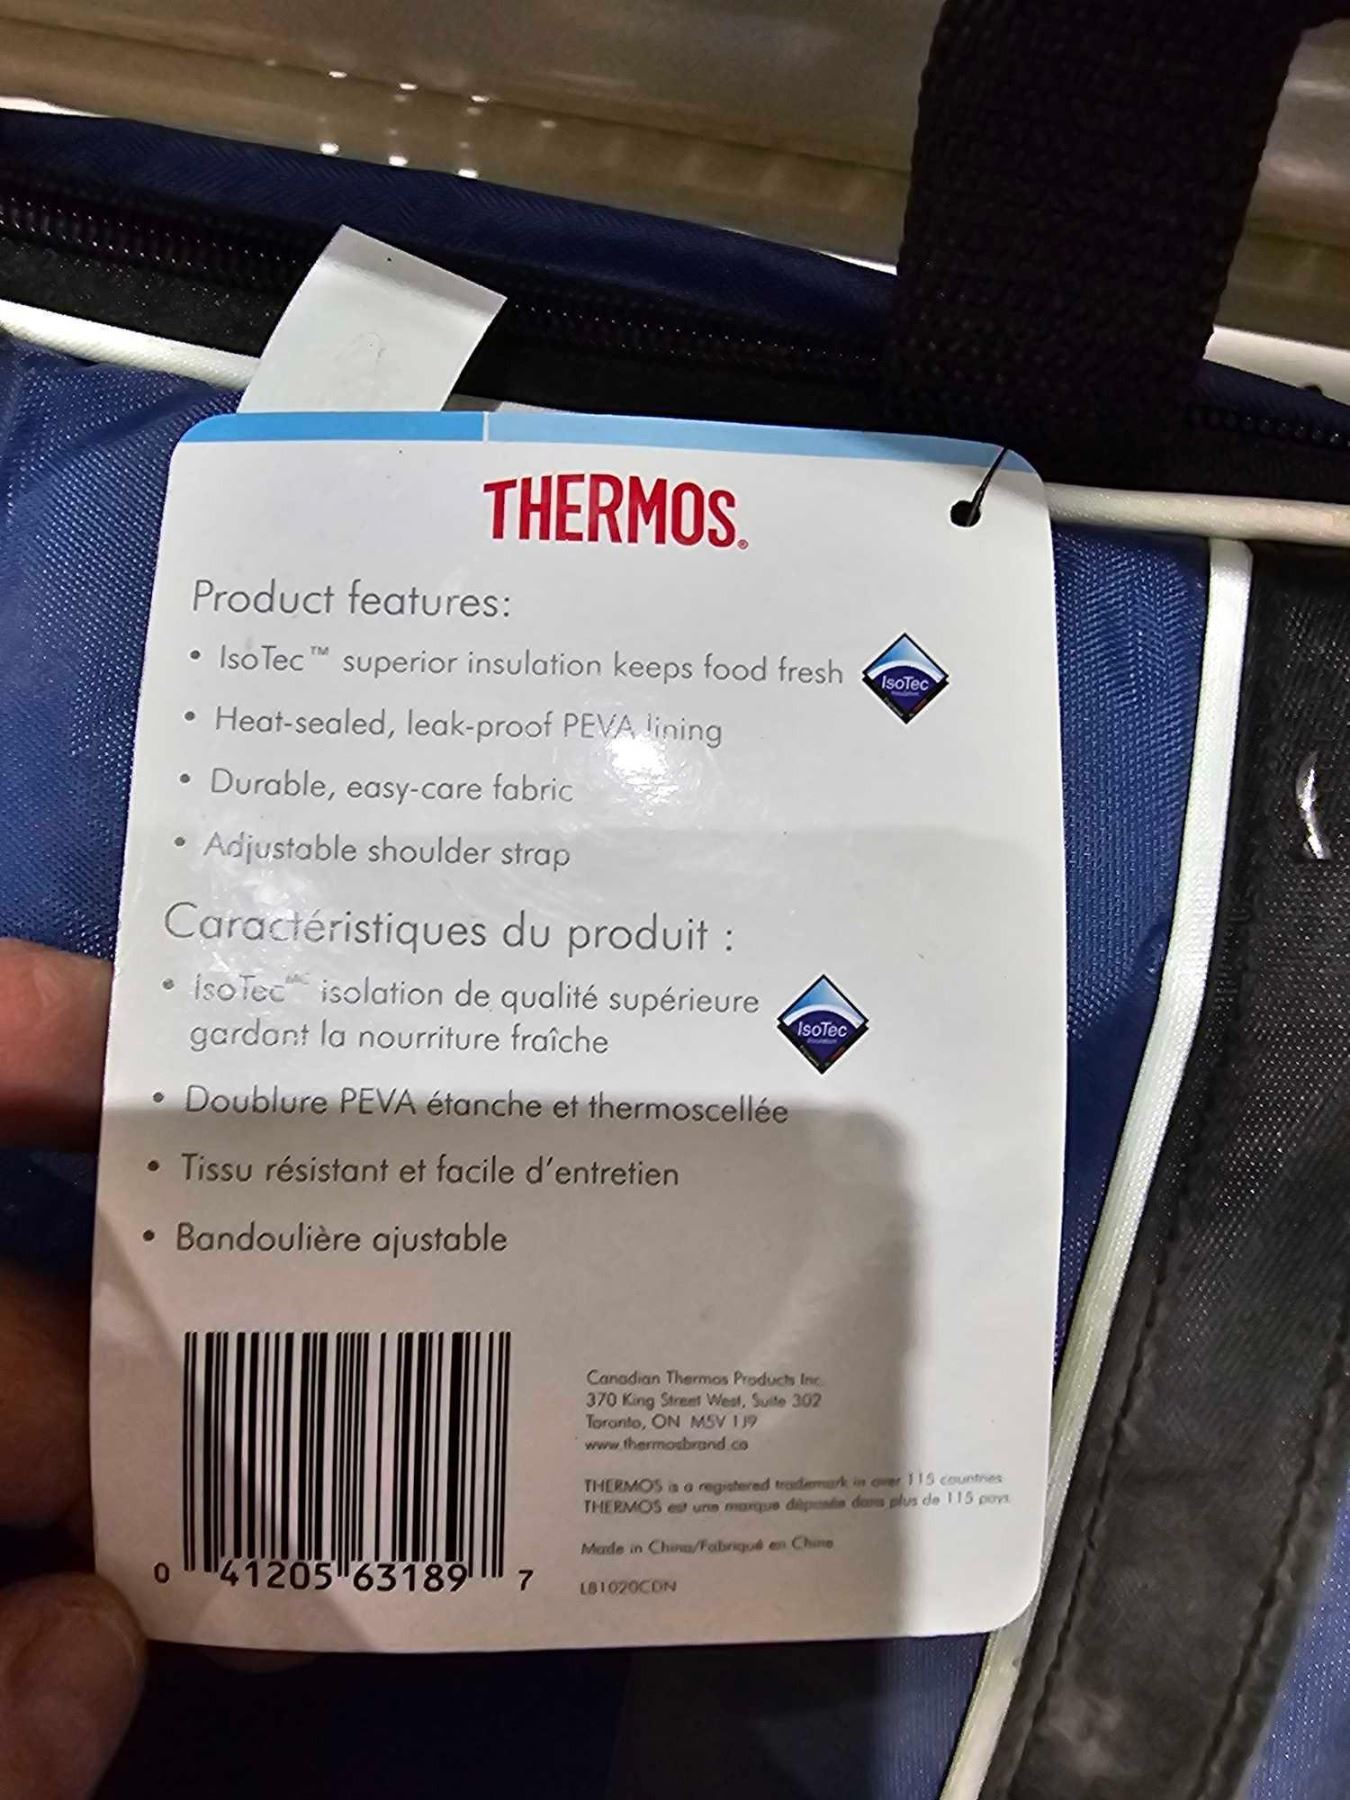 THERMOS®
Product features:
• IsoTec™ superior insulation keeps food fresh
IsoTec
• Heat-sealed, leak-proof PEVA lining
• Durable, easy-care fabric
• Adjustable shoulder strap
Caractéristiques du produit :
• IsoTec isolation de qualité supérieure
gardant la nourriture fraîche
IsoTec
• Doublure PEVA étanche et thermoscellée
• Tissu résistant et facile d'entretien
• Bandoulière ajustable
Canadian Thermos Products Inc.
370 King Street West, Suite 302
Toronto, ON M5V 1J9
www.thermosbrand.ca
THERMOS is a registered trademark in over 115 countries
THERMOS est une marque déposée dans plus de 115 pays
Made in China/Fabriqué en Chine
LB1020CDN
0 41205 63189 7